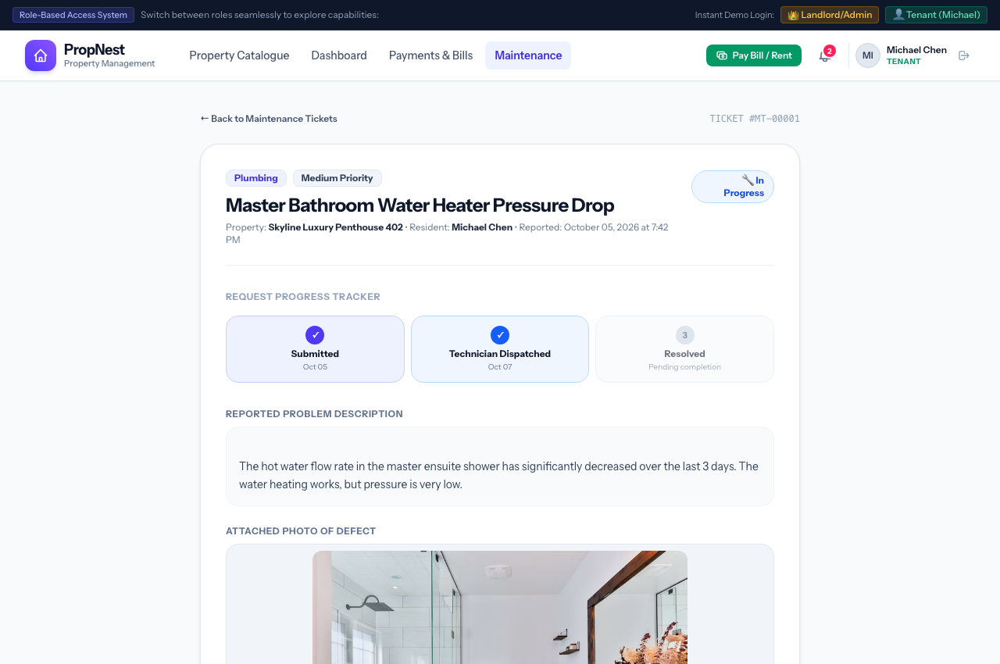 Role-Based Access System Switch between roles seamlessly to explore capabilities: Instant Demo Login: 👑 Landlord/Admin 👤 Tenant (Michael)
PropNest
Property Management
Property Catalogue Dashboard Payments & Bills Maintenance
Pay Bill / Rent 2 MI Michael Chen
TENANT
← Back to Maintenance Tickets TICKET #MT-00001
Plumbing Medium Priority
🔧 In
Progress
Master Bathroom Water Heater Pressure Drop
Property: Skyline Luxury Penthouse 402 • Resident: Michael Chen • Reported: October 05, 2026 at 7:42
PM
REQUEST PROGRESS TRACKER
✓ ✓ 3
Submitted Technician Dispatched Resolved
Oct 05 Oct 07 Pending completion
REPORTED PROBLEM DESCRIPTION
The hot water flow rate in the master ensuite shower has significantly decreased over the last 3 days. The
water heating works, but pressure is very low.
ATTACHED PHOTO OF DEFECT